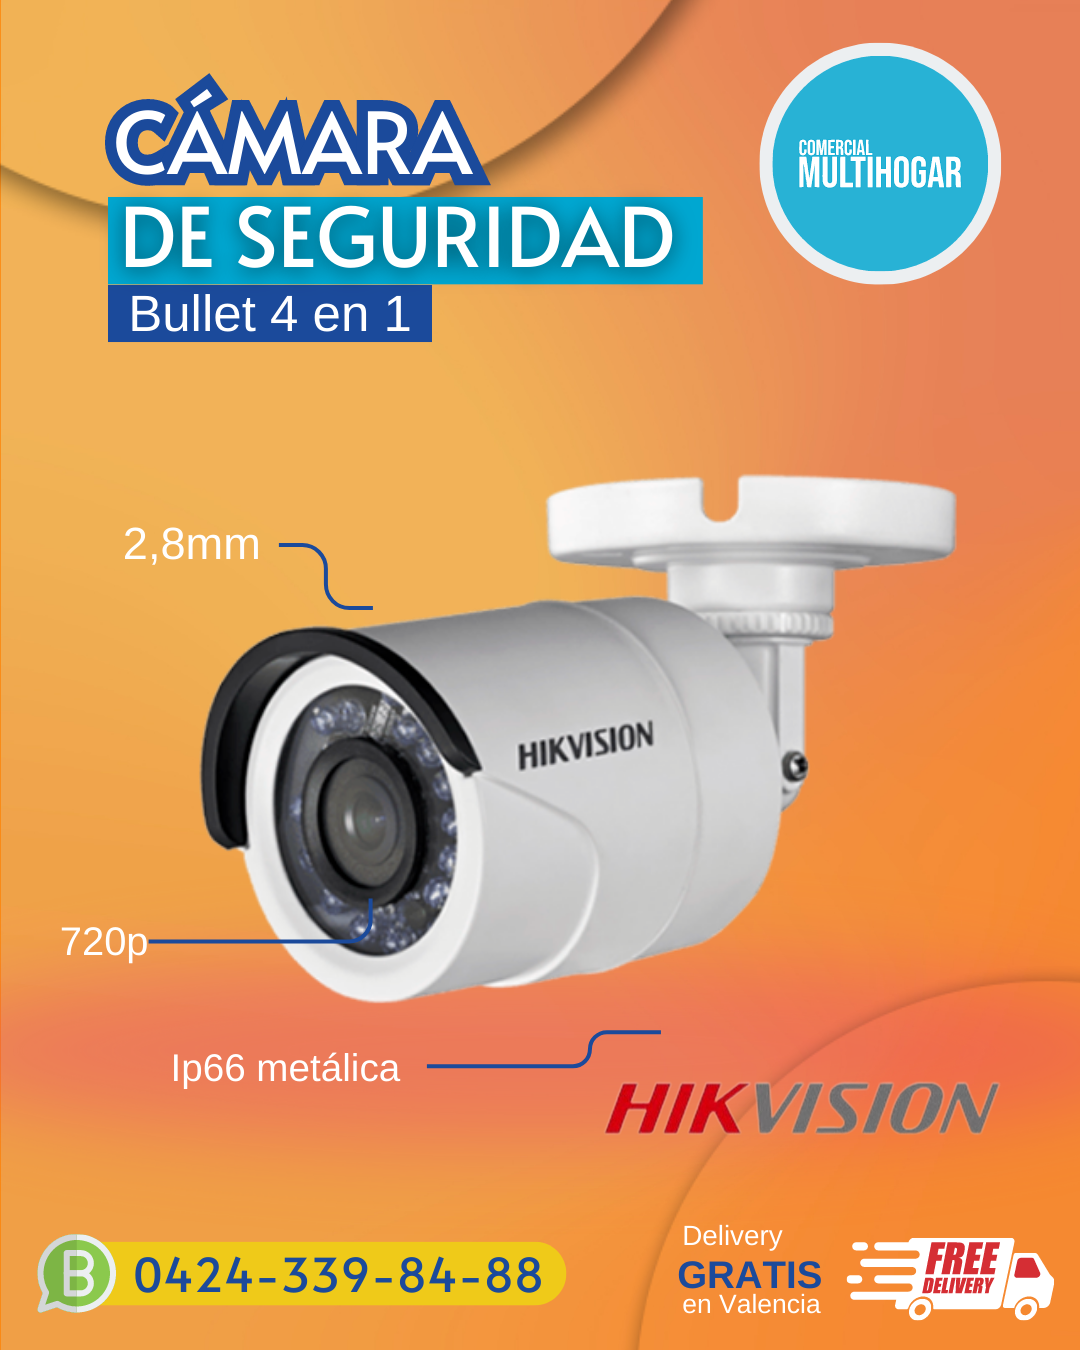 CÁMARA
DE SEGURIDAD
Bullet 4 en 1
COMERCIAL
MULTIHOGAR
2,8mm
HIKVISION
720p
Ip66 metálica
HIKVISION
B
0424-339-84-88
Delivery
GRATIS
en Valencia
FREE
DELIVERY